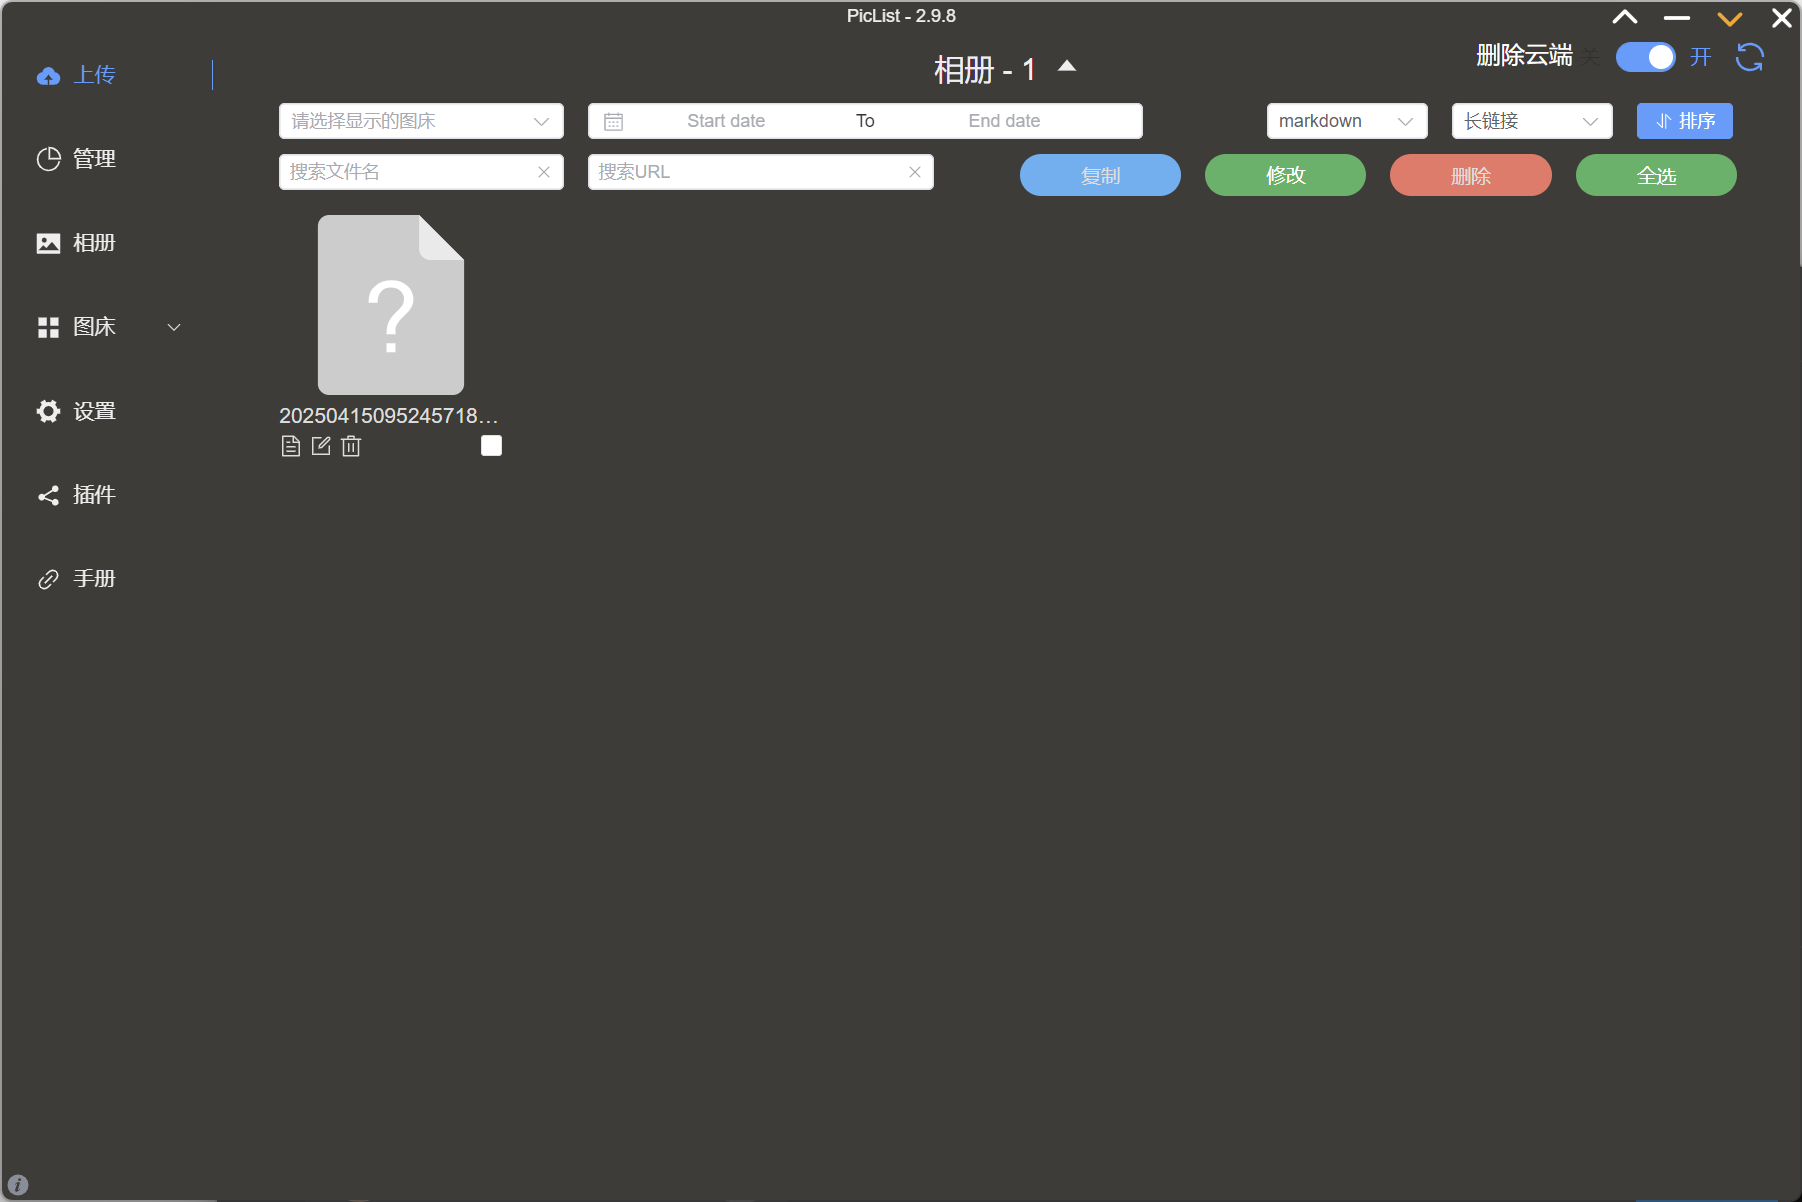 PicList - 2.9.8
上传
管理
相册
图床
设置
插件
手册
相册 - 1
删除云端 关 开
请选择显示的图床
Start date To End date
markdown
长链接
排序
搜索文件名
搜索URL
复制
修改
删除
全选
?
20250415095245718...